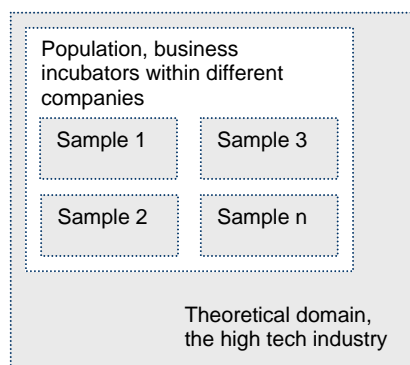 Population, business
incubators within different
companies
Sample 1
Sample 3
Sample 2
Sample n
Theoretical domain,
the high tech industry